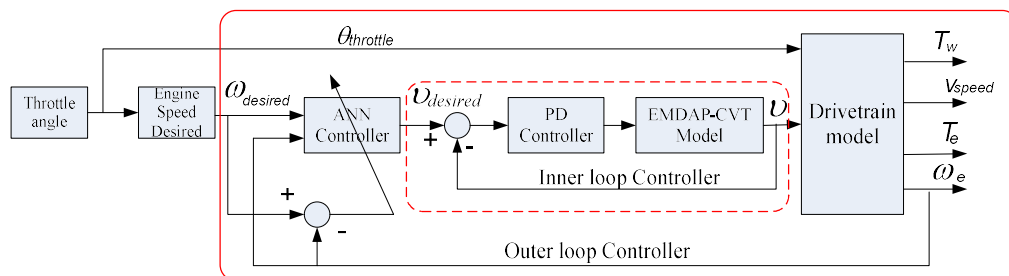 θthrottle
Tw
Vspeed
Te
ωe
Throttle
angle
Engine
Speed
Desired
ωdesired
ANN
Controller
υdesired
+
-
PD
Controller
EMDAP-CVT
Model
υ
Drivetrain
model
Inner loop Controller
+
-
Outer loop Controller